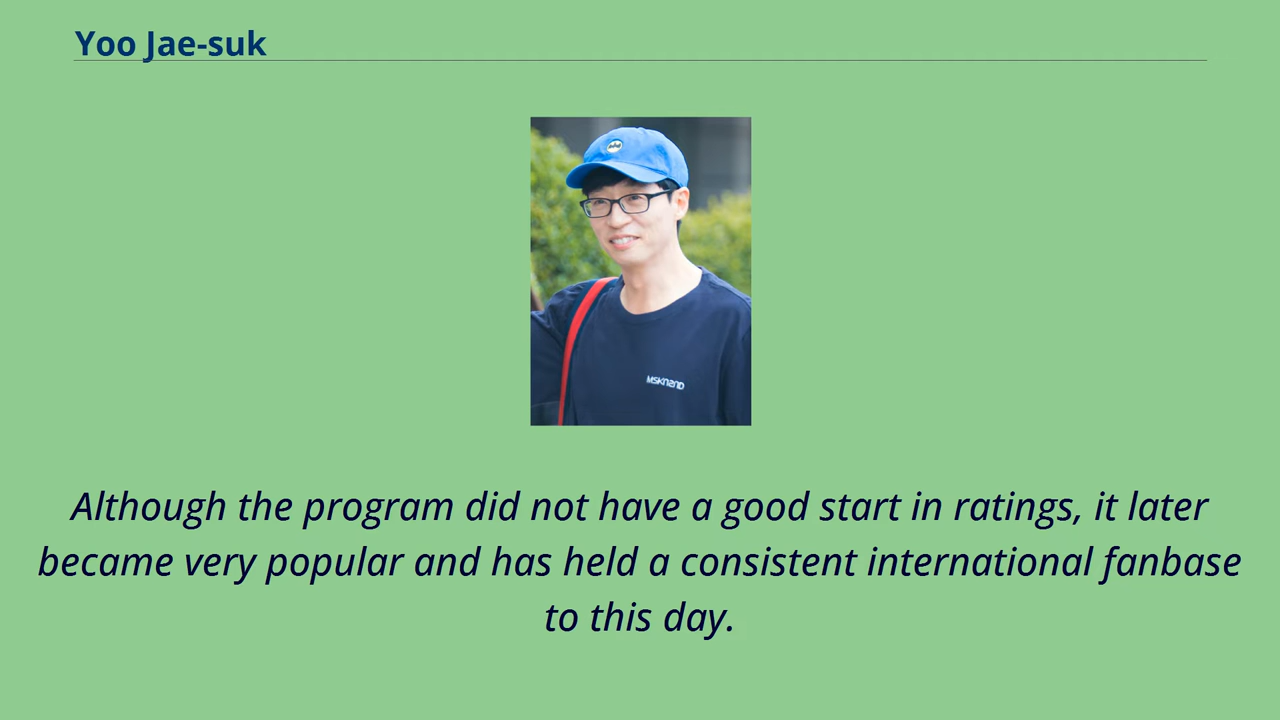 Yoo Jae-suk
MSKN2ND
Although the program did not have a good start in ratings, it later
became very popular and has held a consistent international fanbase
to this day.